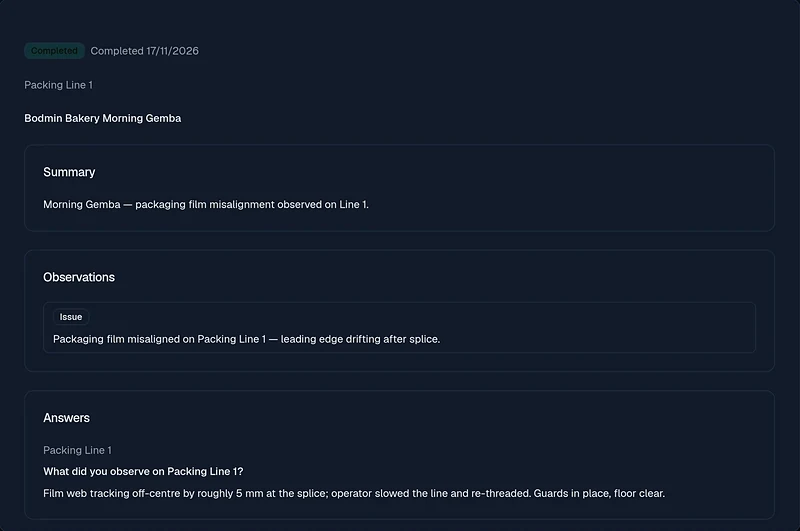 Completed Completed 17/11/2026
Packing Line 1
Bodmin Bakery Morning Gemba
Summary
Morning Gemba — packaging film misalignment observed on Line 1.
Observations
Issue
Packaging film misaligned on Packing Line 1 — leading edge drifting after splice.
Answers
Packing Line 1
What did you observe on Packing Line 1?
Film web tracking off-centre by roughly 5 mm at the splice; operator slowed the line and re-threaded. Guards in place, floor clear.